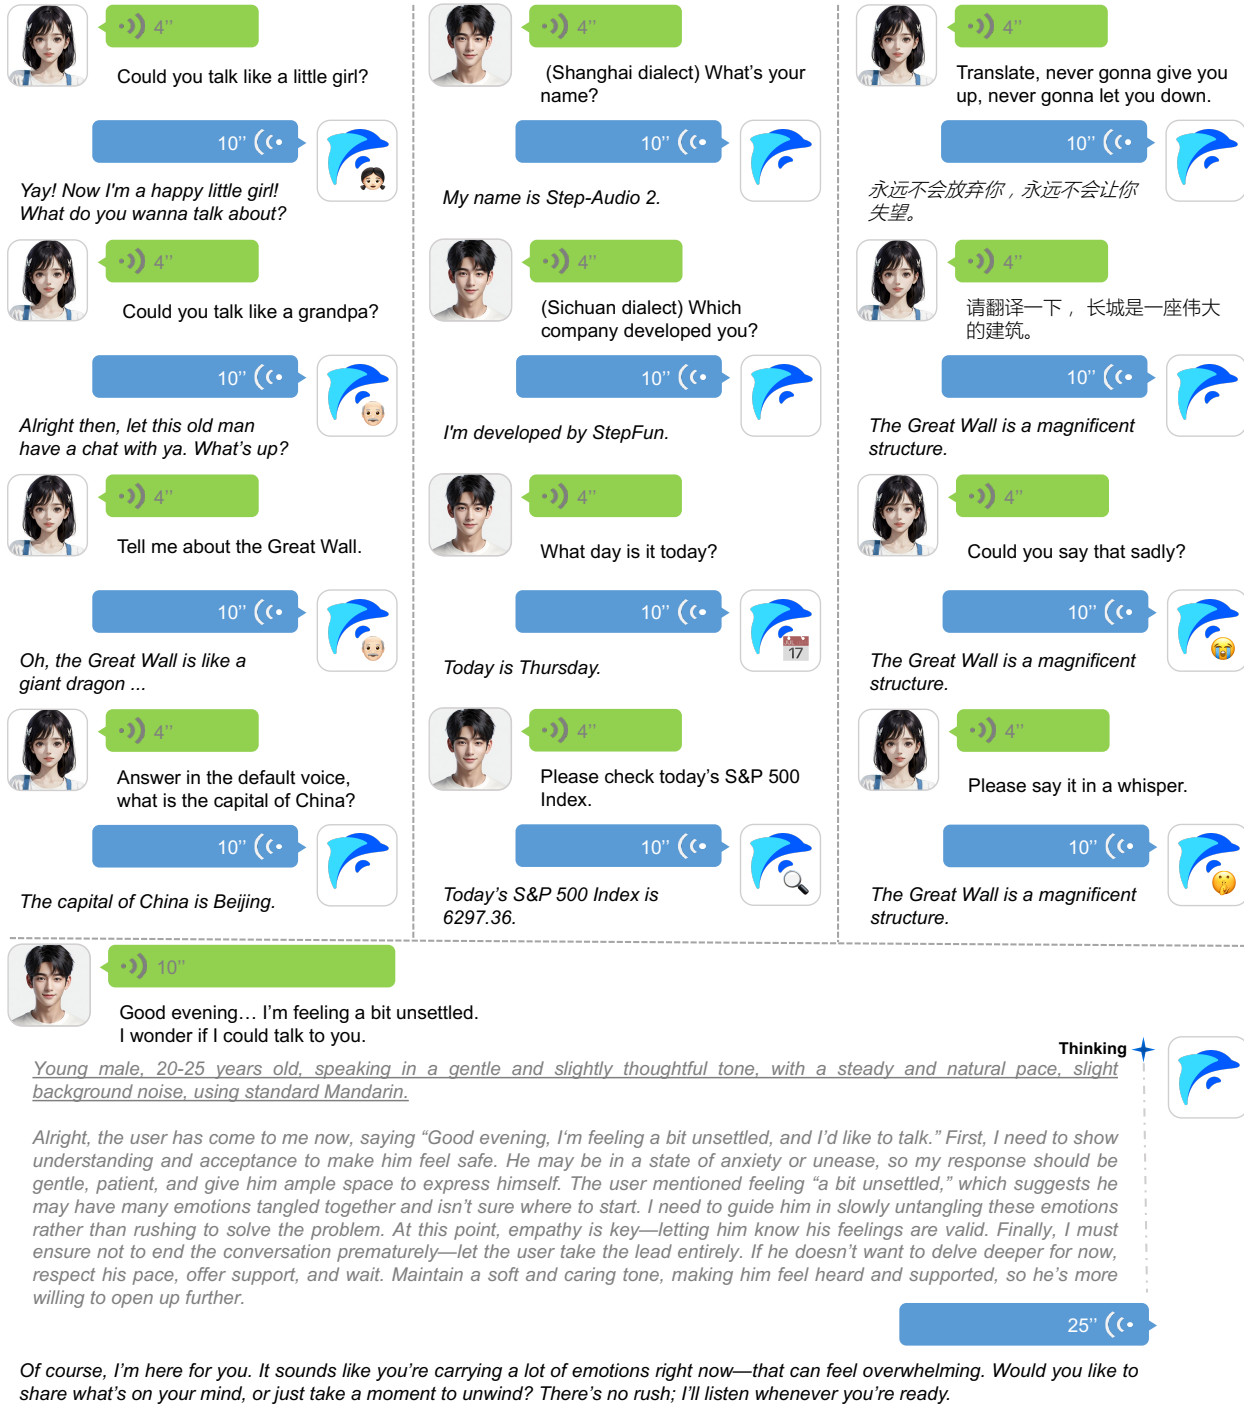 4’’
Could you talk like a little girl?
10’’
Yay! Now I'm a happy little girl!
What do you wanna talk about?
4’’
Could you talk like a grandpa?
10’’
Alright then, let this old man
have a chat with ya. What’s up?
4’’
Tell me about the Great Wall.
10’’
Oh, the Great Wall is like a
giant dragon ...
4’’
Answer in the default voice,
what is the capital of China?
10’’
The capital of China is Beijing.
4’’
(Shanghai dialect) What’s your
name?
10’’
My name is Step-Audio 2.
4’’
(Sichuan dialect) Which
company developed you?
10’’
I'm developed by StepFun.
4’’
What day is it today?
10’’
17
Today is Thursday.
4’’
Please check today’s S&P 500
Index.
10’’
Today’s S&P 500 Index is
6297.36.
4’’
Translate, never gonna give you
up, never gonna let you down.
10’’
永远不会放弃你，永远不会让你
失望。
4’’
请翻译一下， 长城是一座伟大
的建筑。
10’’
The Great Wall is a magnificent
structure.
4’’
Could you say that sadly?
10’’
The Great Wall is a magnificent
structure.
4’’
Please say it in a whisper.
10’’
The Great Wall is a magnificent
structure.
10’’
Good evening… I’m feeling a bit unsettled.
I wonder if I could talk to you.
Thinking
Young male, 20-25 years old, speaking in a gentle and slightly thoughtful tone, with a steady and natural pace, slight
background noise, using standard Mandarin.
Alright, the user has come to me now, saying “Good evening, I‘m feeling a bit unsettled, and I’d like to talk.” First, I need to show
understanding and acceptance to make him feel safe. He may be in a state of anxiety or unease, so my response should be
gentle, patient, and give him ample space to express himself. The user mentioned feeling “a bit unsettled,” which suggests he
may have many emotions tangled together and isn’t sure where to start. I need to guide him in slowly untangling these emotions
rather than rushing to solve the problem. At this point, empathy is key—letting him know his feelings are valid. Finally, I must
ensure not to end the conversation prematurely—let the user take the lead entirely. If he doesn’t want to delve deeper for now,
respect his pace, offer support, and wait. Maintain a soft and caring tone, making him feel heard and supported, so he’s more
willing to open up further.
25’’
Of course, I’m here for you. It sounds like you’re carrying a lot of emotions right now—that can feel overwhelming. Would you like to
share what’s on your mind, or just take a moment to unwind? There’s no rush; I’ll listen whenever you’re ready.